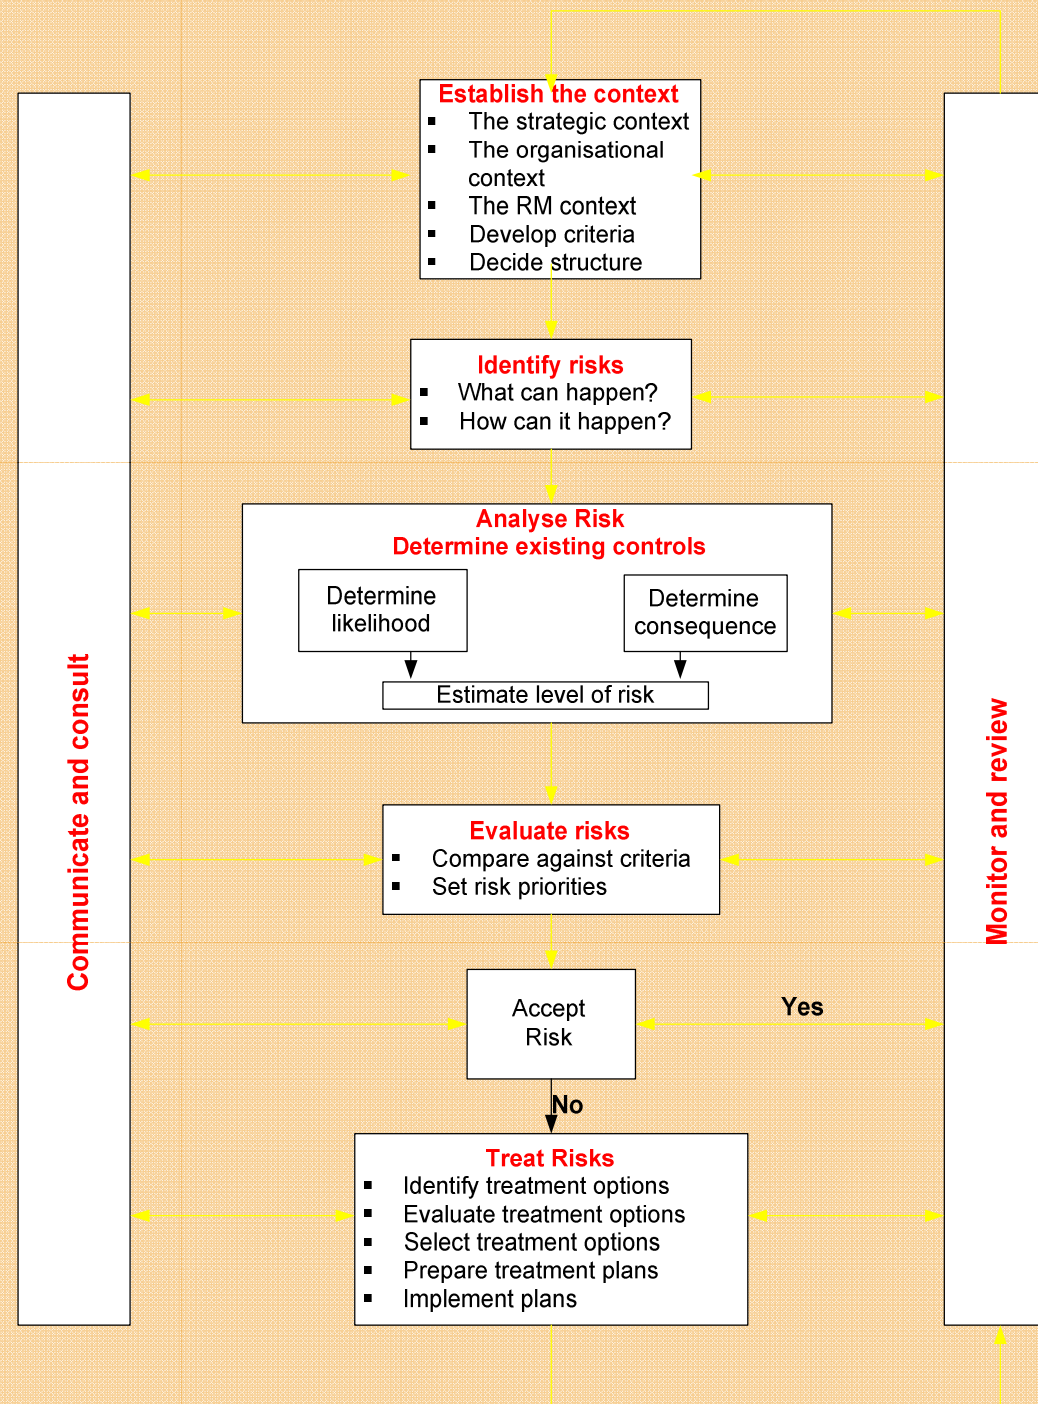 Establish the context
▪ The strategic context
▪ The organisational
context
▪ The RM context
▪ Develop criteria
▪ Decide structure
Identify risks
▪ What can happen?
▪ How can it happen?
Analyse Risk
Determine existing controls
Determine
likelihood
Determine
consequence
Estimate level of risk
Evaluate risks
▪ Compare against criteria
▪ Set risk priorities
Accept
Risk
Yes
No
Treat Risks
▪ Identify treatment options
▪ Evaluate treatment options
▪ Select treatment options
▪ Prepare treatment plans
▪ Implement plans
Communicate and consult
Monitor and review